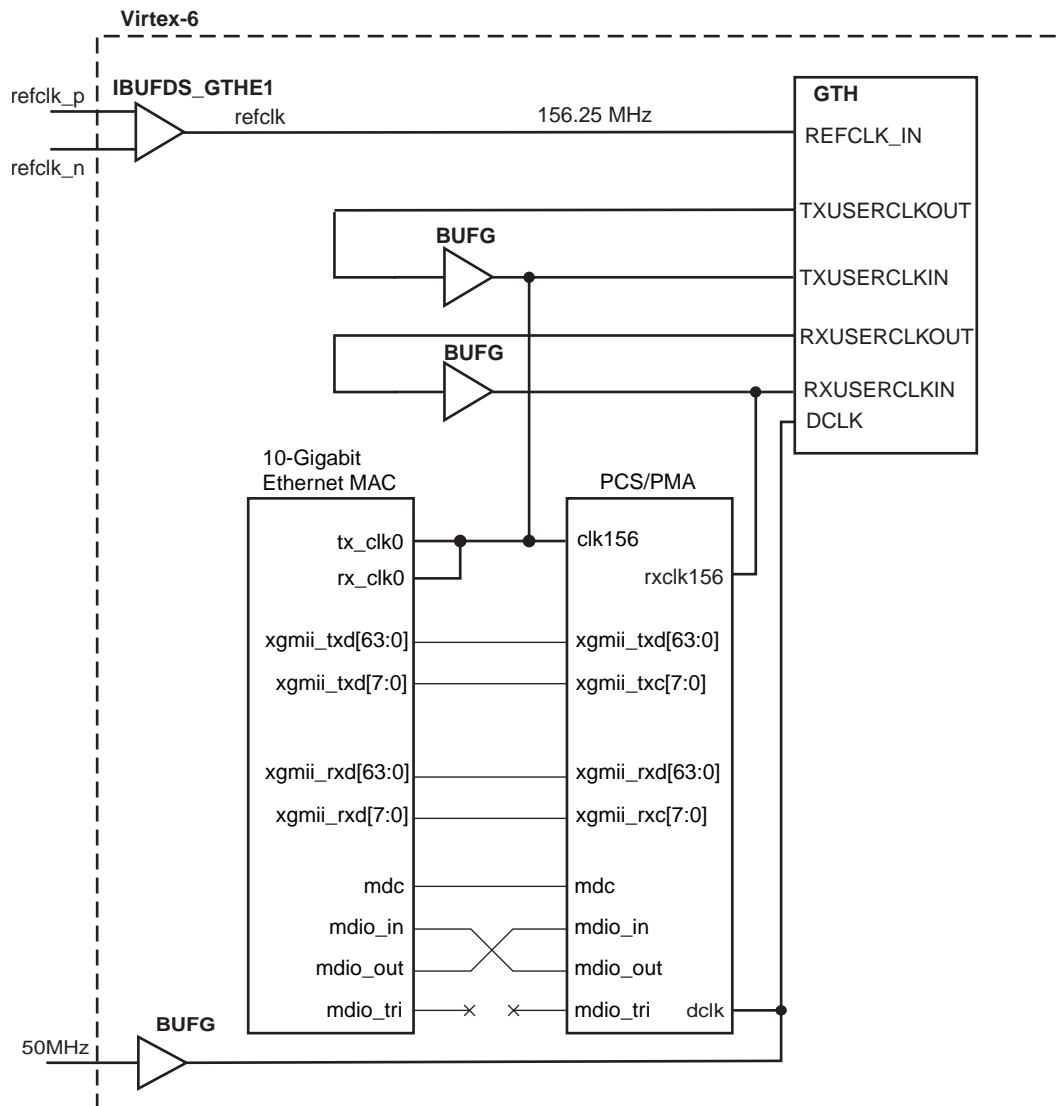 Virtex-6
IBUFDS_GTHE1
refclk_p
refclk
156.25 MHz
refclk_n
GTH
REFCLK_IN
TXUSERCLKOUT
BUFG
TXUSERCLKIN
RXUSERCLKOUT
BUFG
RXUSERCLKIN
DCLK
10-Gigabit
Ethernet MAC
PCS/PMA
tx_clk0
clk156
rx_clk0
rxclk156
xgmii_txd[63:0]
xgmii_txd[63:0]
xgmii_txd[7:0]
xgmii_txc[7:0]
xgmii_rxd[63:0]
xgmii_rxd[63:0]
xgmii_rxd[7:0]
xgmii_rxc[7:0]
mdc
mdc
mdio_in
mdio_in
mdio_out
mdio_out
mdio_tri
mdio_tri
dclk
BUFG
50MHz